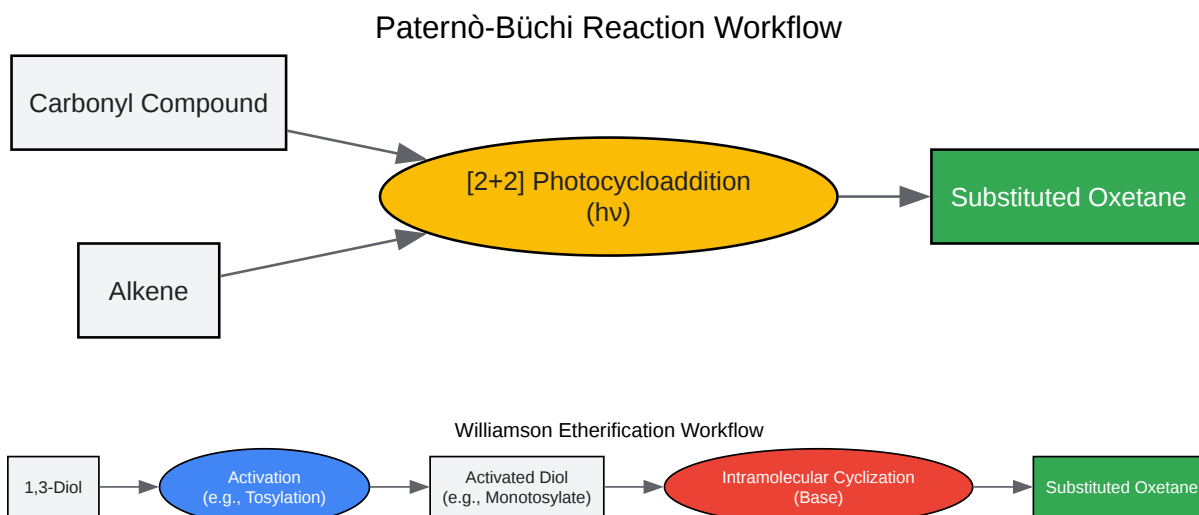 Paternò-Büchi Reaction Workflow
Carbonyl Compound
[2+2] Photocycloaddition
(hν)
Substituted Oxetane
Alkene
Williamson Etherification Workflow
1,3-Diol
Activation
(e.g., Tosylation)
Activated Diol
(e.g., Monotosylate)
Intramolecular Cyclization
(Base)
Substituted Oxetane